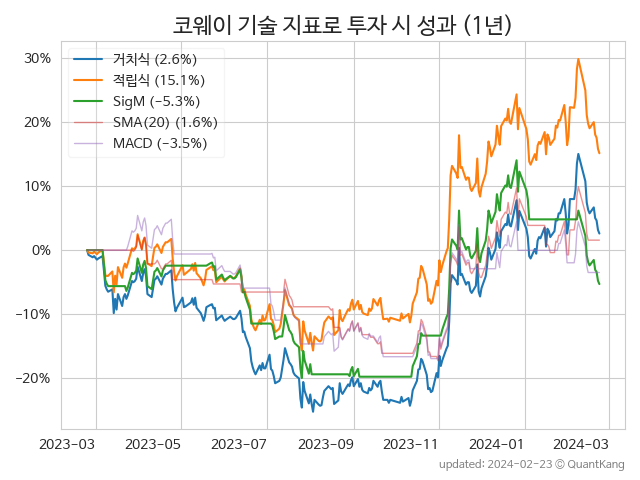 코웨이 기술 지표로 투자 시 성과 (1년)
30%
20%
10%
0%
−10%
−20%
거치식 (2.6%)
적립식 (15.1%)
SigM (−5.3%)
SMA(20) (1.6%)
MACD (−3.5%)
2023-03
2023-05
2023-07
2023-09
2023-11
2024-01
2024-03
updated: 2024-02-23 ⓒ QuantKang